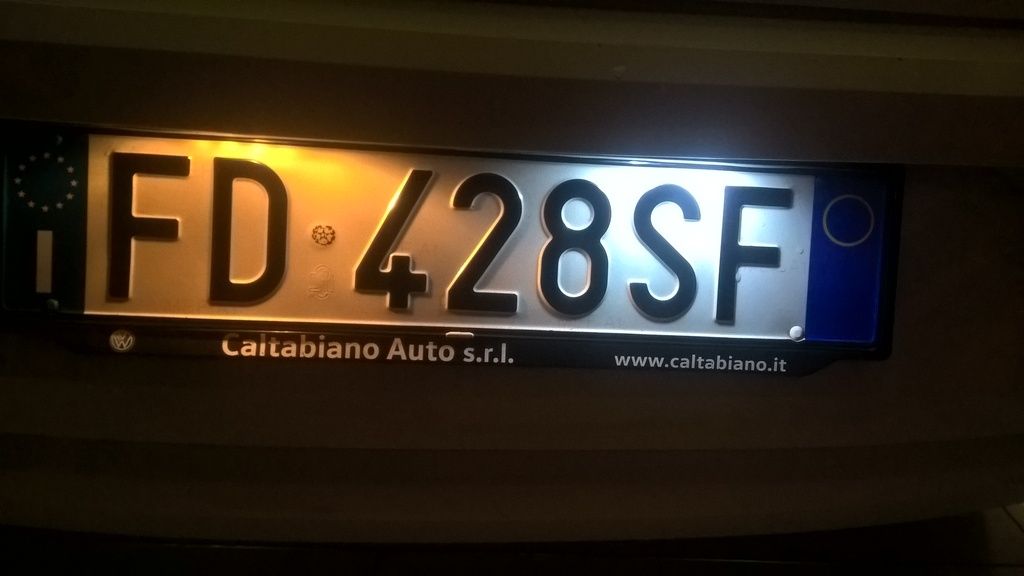 FD 428SF
Caltabiano Auto s.r.l.
www.caltabiano.it